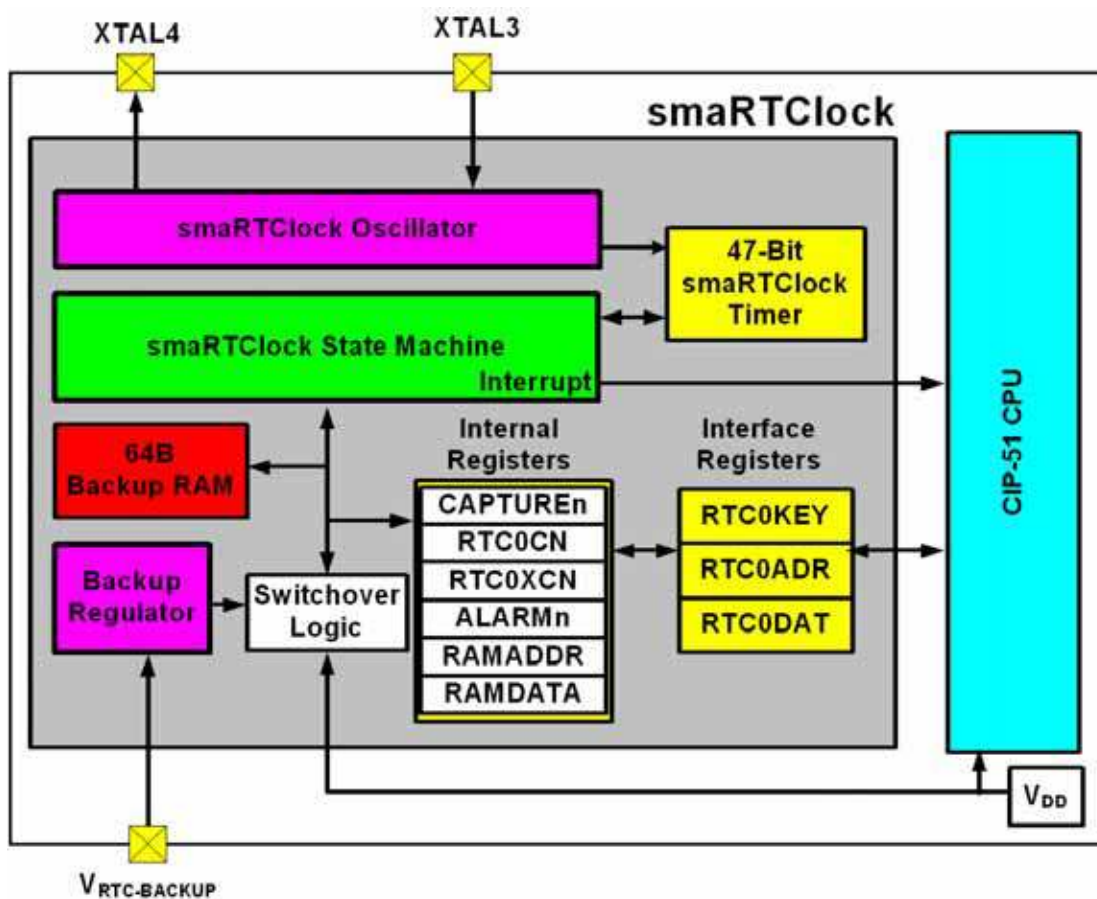 XTAL4
XTAL3
smaRTClock
smaRTClock Oscillator
47-Bit
smaRTClock
Timer
smaRTClock State Machine
Interrupt
CIP-51 CPU
64B
Backup RAM
Internal
Registers
Interface
Registers
CAPTUREn
RTC0CN
RTC0XCN
ALARMn
RAMADDR
RAMDATA
RTC0KEY
RTC0ADR
RTC0DAT
Backup
Regulator
Switchover
Logic
VDD
VRTC-BACKUP